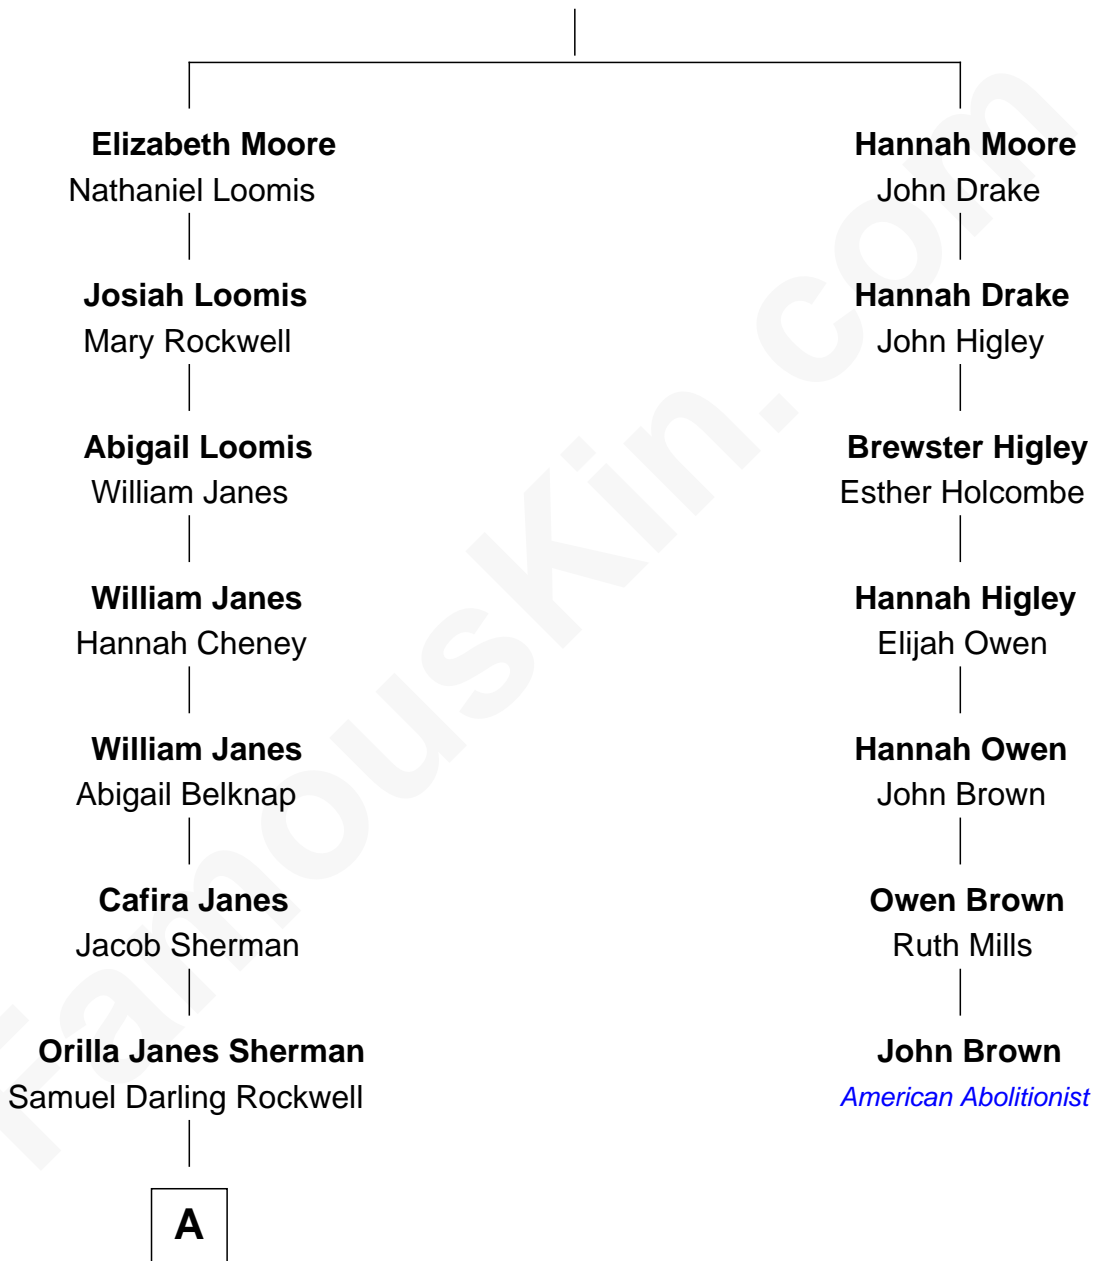 Elizabeth Moore
Nathaniel Loomis
Josiah Loomis
Mary Rockwell
Abigail Loomis
William Janes
William Janes
Hannah Cheney
William Janes
Abigail Belknap
Cafira Janes
Jacob Sherman
Orilla Janes Sherman
Samuel Darling Rockwell
A
Hannah Moore
John Drake
Hannah Drake
John Higley
Brewster Higley
Esther Holcombe
Hannah Higley
Elijah Owen
Hannah Owen
John Brown
Owen Brown
Ruth Mills
John Brown
American Abolitionist
FamousKin.com